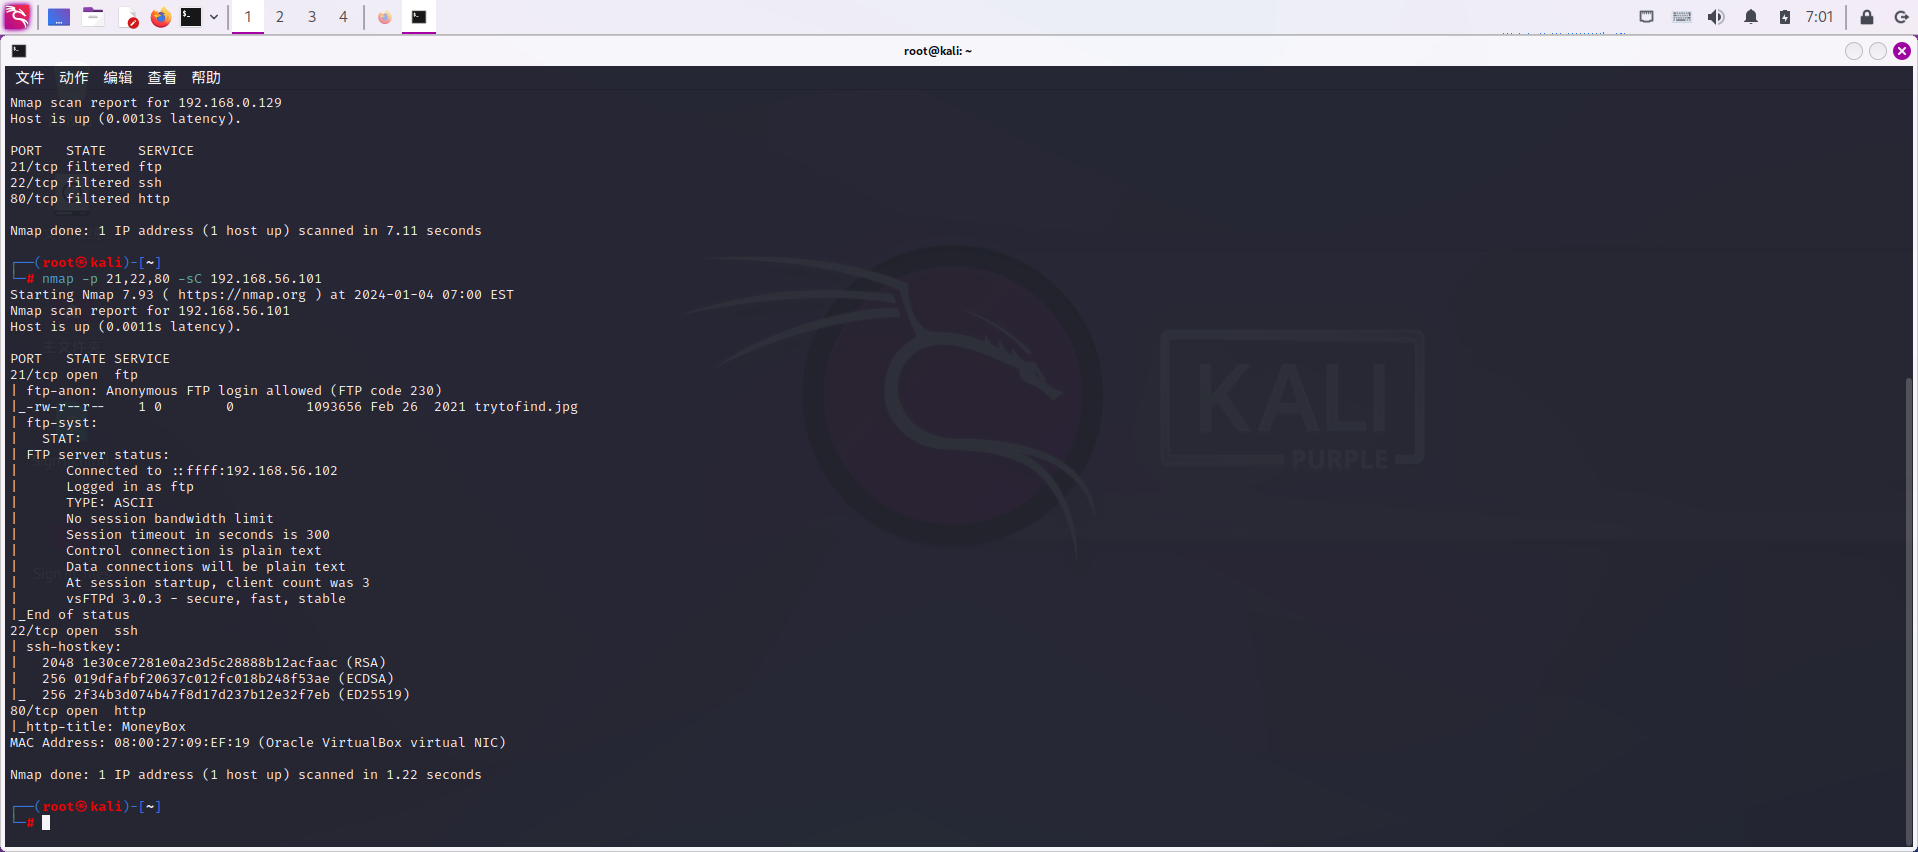 1 2 3 4 7:01
root@kali: ~
文件 动作 编辑 查看 帮助
Nmap scan report for 192.168.0.129
Host is up (0.0013s latency).
PORT STATE SERVICE
21/tcp filtered ftp
22/tcp filtered ssh
80/tcp filtered http
Nmap done: 1 IP address (1 host up) scanned in 7.11 seconds
┌──(root㉿kali)-[~]
└─# nmap -p 21,22,80 -sC 192.168.56.101
Starting Nmap 7.93 ( https://nmap.org ) at 2024-01-04 07:00 EST
Nmap scan report for 192.168.56.101
Host is up (0.0011s latency).
PORT STATE SERVICE
21/tcp open ftp
| ftp-anon: Anonymous FTP login allowed (FTP code 230)
|_-rw-r--r-- 1 0 0 1093656 Feb 26 2021 trytofind.jpg
| ftp-syst:
| STAT:
| FTP server status:
| Connected to ::ffff:192.168.56.102
| Logged in as ftp
| TYPE: ASCII
| No session bandwidth limit
| Session timeout in seconds is 300
| Control connection is plain text
| Data connections will be plain text
| At session startup, client count was 3
| vsFTPd 3.0.3 - secure, fast, stable
|_End of status
22/tcp open ssh
| ssh-hostkey:
| 2048 1e30ce7281e0a23d5c28888b12acfaac (RSA)
| 256 019dfafbf20637c012fc018b248f53ae (ECDSA)
|_ 256 2f34b3d074b47f8d17d237b12e32f7eb (ED25519)
80/tcp open http
|_http-title: MoneyBox
MAC Address: 08:00:27:09:EF:19 (Oracle VirtualBox virtual NIC)
Nmap done: 1 IP address (1 host up) scanned in 1.22 seconds
┌──(root㉿kali)-[~]
└─#
KALI
PURPLE